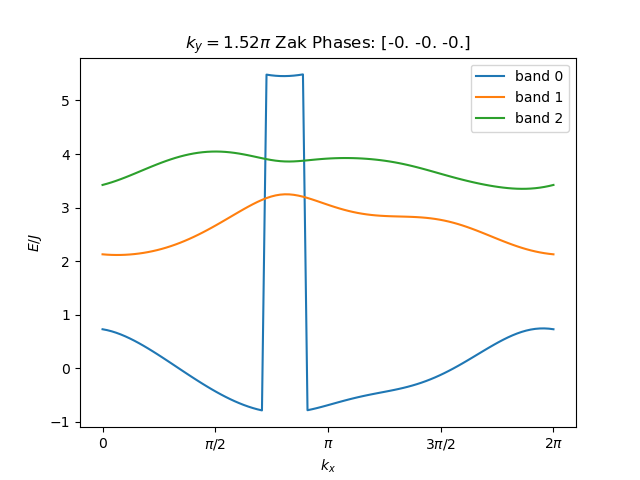 $k_y = 1.52\pi$ Zak Phases: [-0. -0. -0.]
band 0
band 1
band 2
E/J
5
4
3
2
1
0
−1
0
π/2
π
3π/2
2π
$k_x$